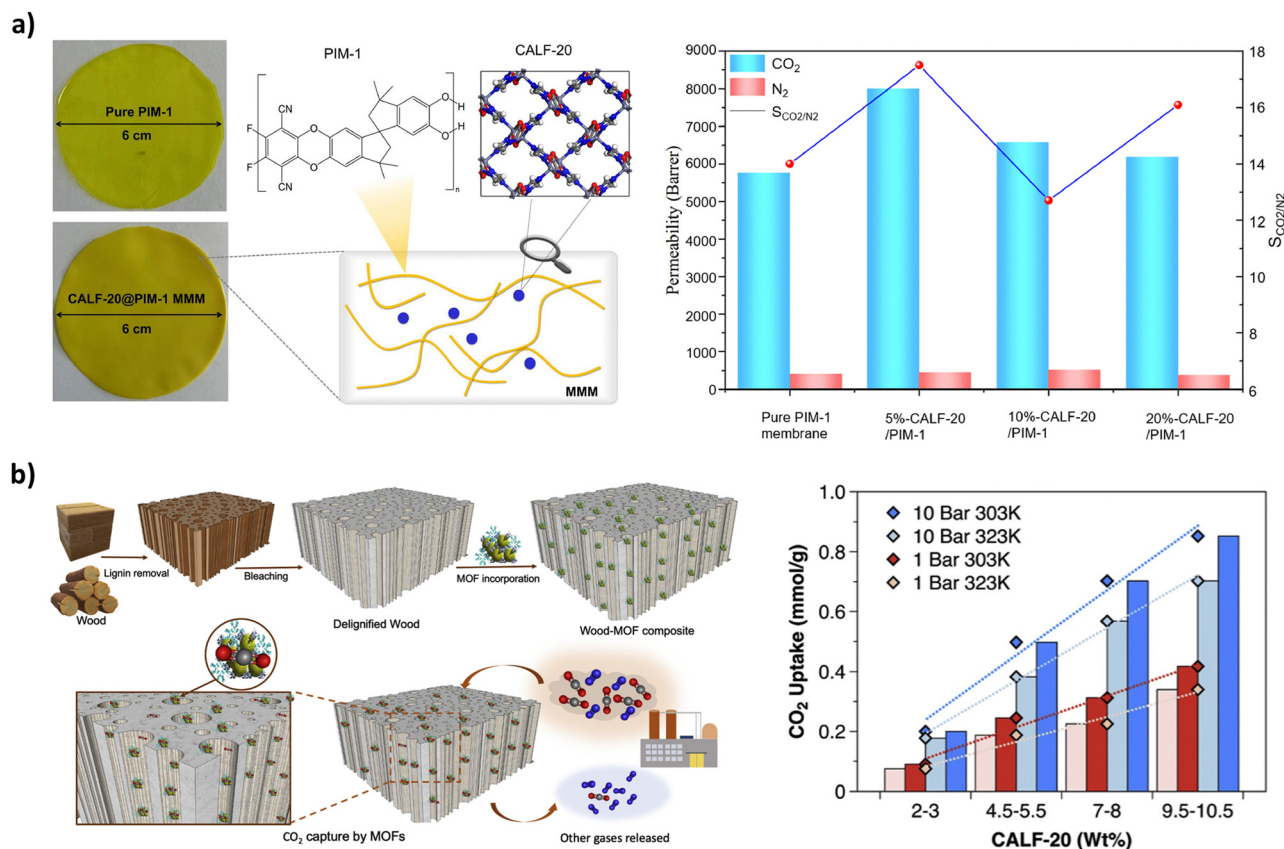 a)
Pure PIM-1
6 cm
CALF-20@PIM-1 MMM
6 cm
PIM-1
CN
F
F
CN
O
O
O
H
H
O
n
CALF-20
MMM
9000
8000
7000
6000
5000
4000
3000
2000
1000
0
Permeability (Barrer)
CO2
N2
SCO2/N2
18
16
14
12
10
8
6
SCO2/N2
Pure PIM-1
membrane
5%-CALF-20
/PIM-1
10%-CALF-20
/PIM-1
20%-CALF-20
/PIM-1
b)
Wood
Lignin removal
Bleaching
Delignified Wood
MOF incorporation
Wood-MOF composite
CO2 capture by MOFs
Other gases released
1.0
0.8
0.6
0.4
0.2
0
CO2 Uptake (mmol/g)
10 Bar 303K
10 Bar 323K
1 Bar 303K
1 Bar 323K
2-3
4.5-5.5
7-8
9.5-10.5
CALF-20 (Wt%)